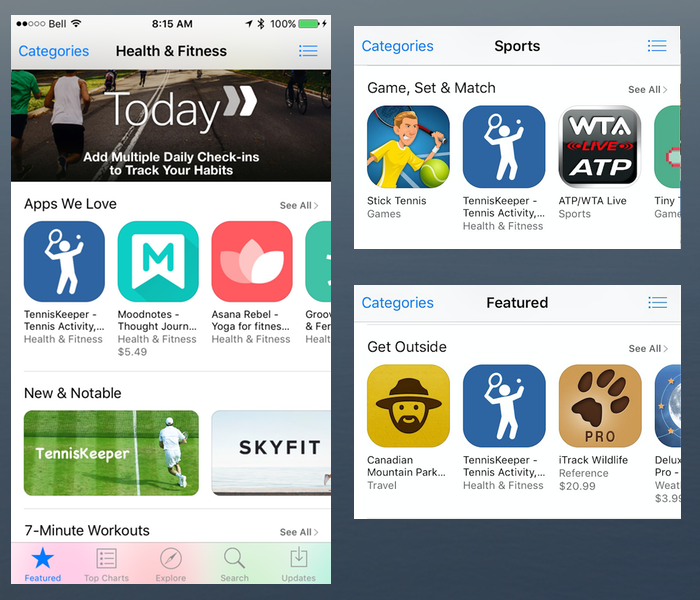 Bell 8:15 AM 100%
Categories Health & Fitness
Today
Add Multiple Daily Check-ins
to Track Your Habits
Apps We Love See All
TennisKeeper -
Tennis Activity,...
Health & Fitness
M
Moodnotes -
Thought Journ...
Health & Fitness
$5.49
Asana Rebel -
Yoga for fitnes...
Health & Fitness
Groov
& Fer
Healt
New & Notable
TennisKeeper
SKYFIT
7-Minute Workouts See All
Featured Top Charts Explore Search Updates
Categories Sports
Game, Set & Match See All
Stick Tennis
Games
TennisKeeper -
Tennis Activity,...
Health & Fitness
WTA
LIVE
ATP
ATP/WTA Live
Sports
Tiny T
Game
Categories Featured
Get Outside See All
Canadian
Mountain Park...
Travel
TennisKeeper -
Tennis Activity,...
Health & Fitness
PRO
iTrack Wildlife
Reference
$20.99
Delux
Pro -
Weat
$3.99